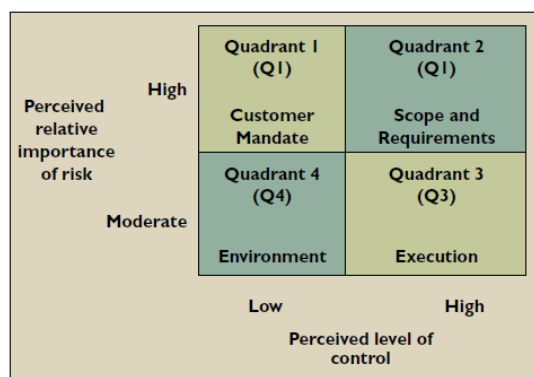 Quadrant 1
(Q1)
Customer
Mandate
Quadrant 2
(Q1)
Scope and
Requirements
High
Perceived
relative
importance
of risk
Moderate
Quadrant 4
(Q4)
Environment
Quadrant 3
(Q3)
Execution
Low
High
Perceived level of
control